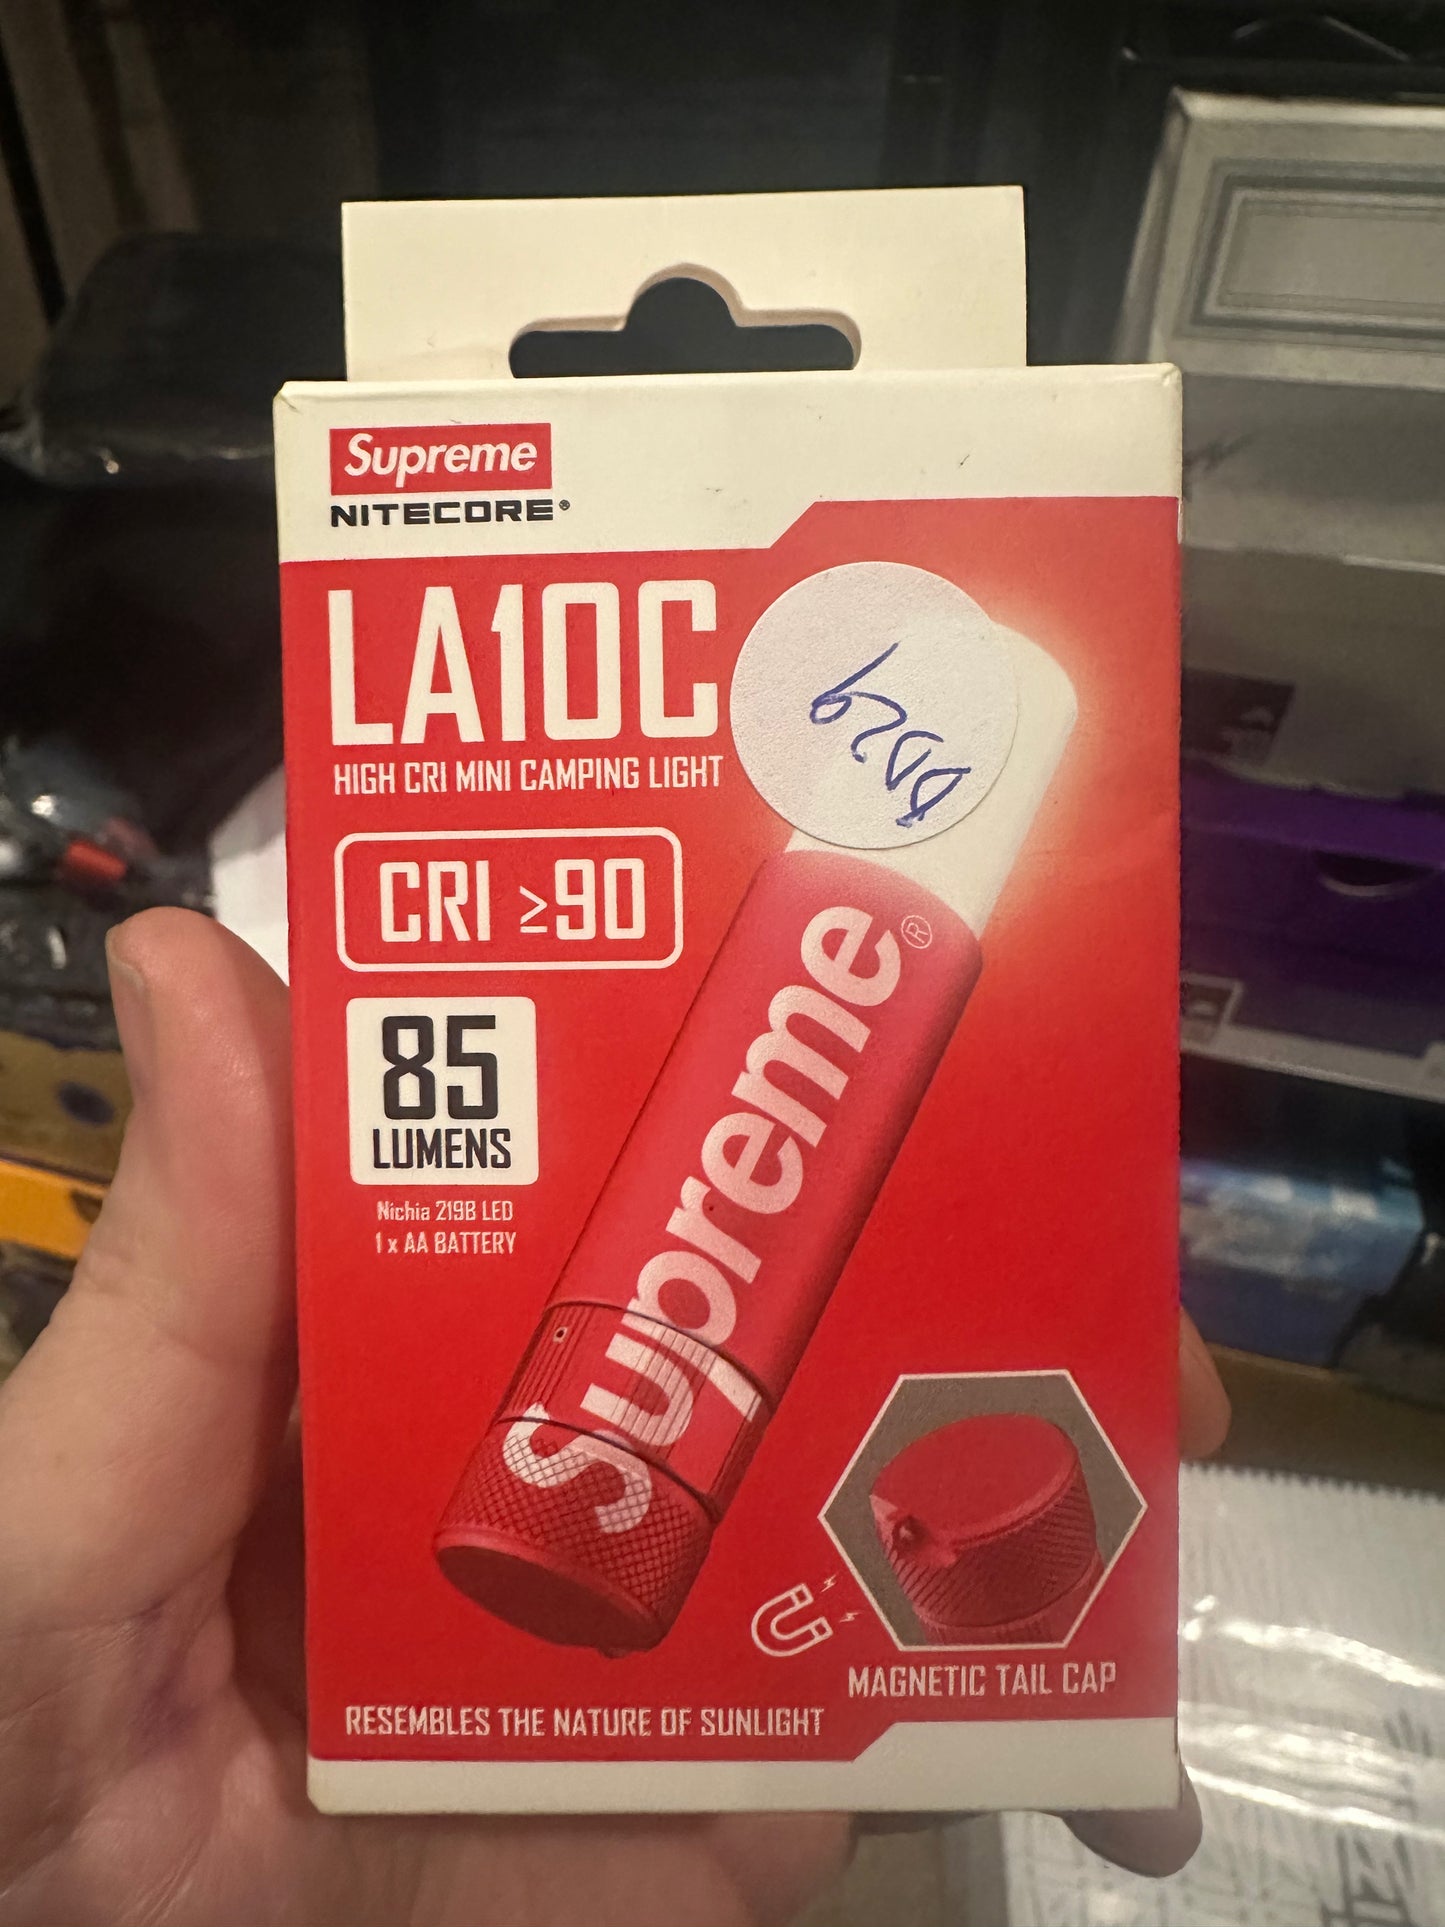 Supreme
NITECORE®
LA10C
HIGH CRI MINI CAMPING LIGHT
CRI ≥90
85
LUMENS
Nichia 219B LED
1 x AA BATTERY
Supreme®
MAGNETIC TAIL CAP
RESEMBLES THE NATURE OF SUNLIGHT